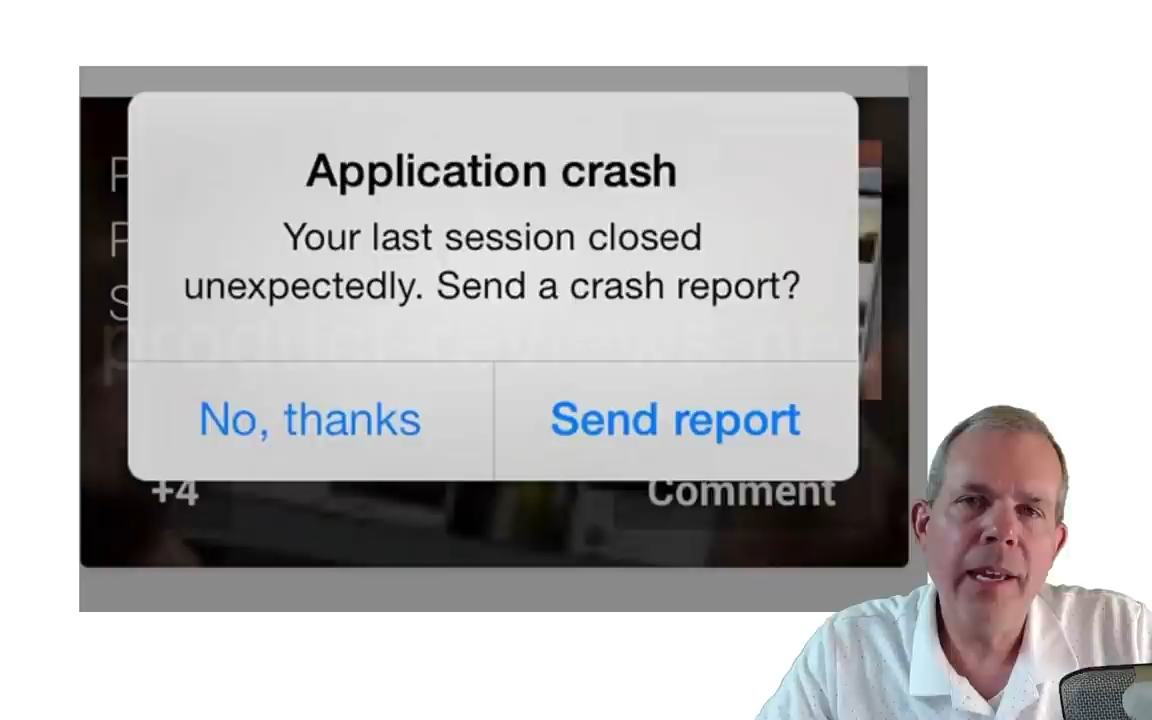 Application crash
Your last session closed
unexpectedly. Send a crash report?
No, thanks
Send report
+4
Comment